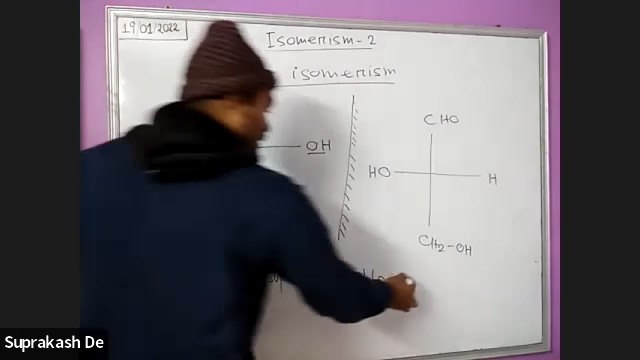 19/01/2022
Isomerism-2
isomerism
CHO
OH
HO
H
CH2-OH
Suprakash De